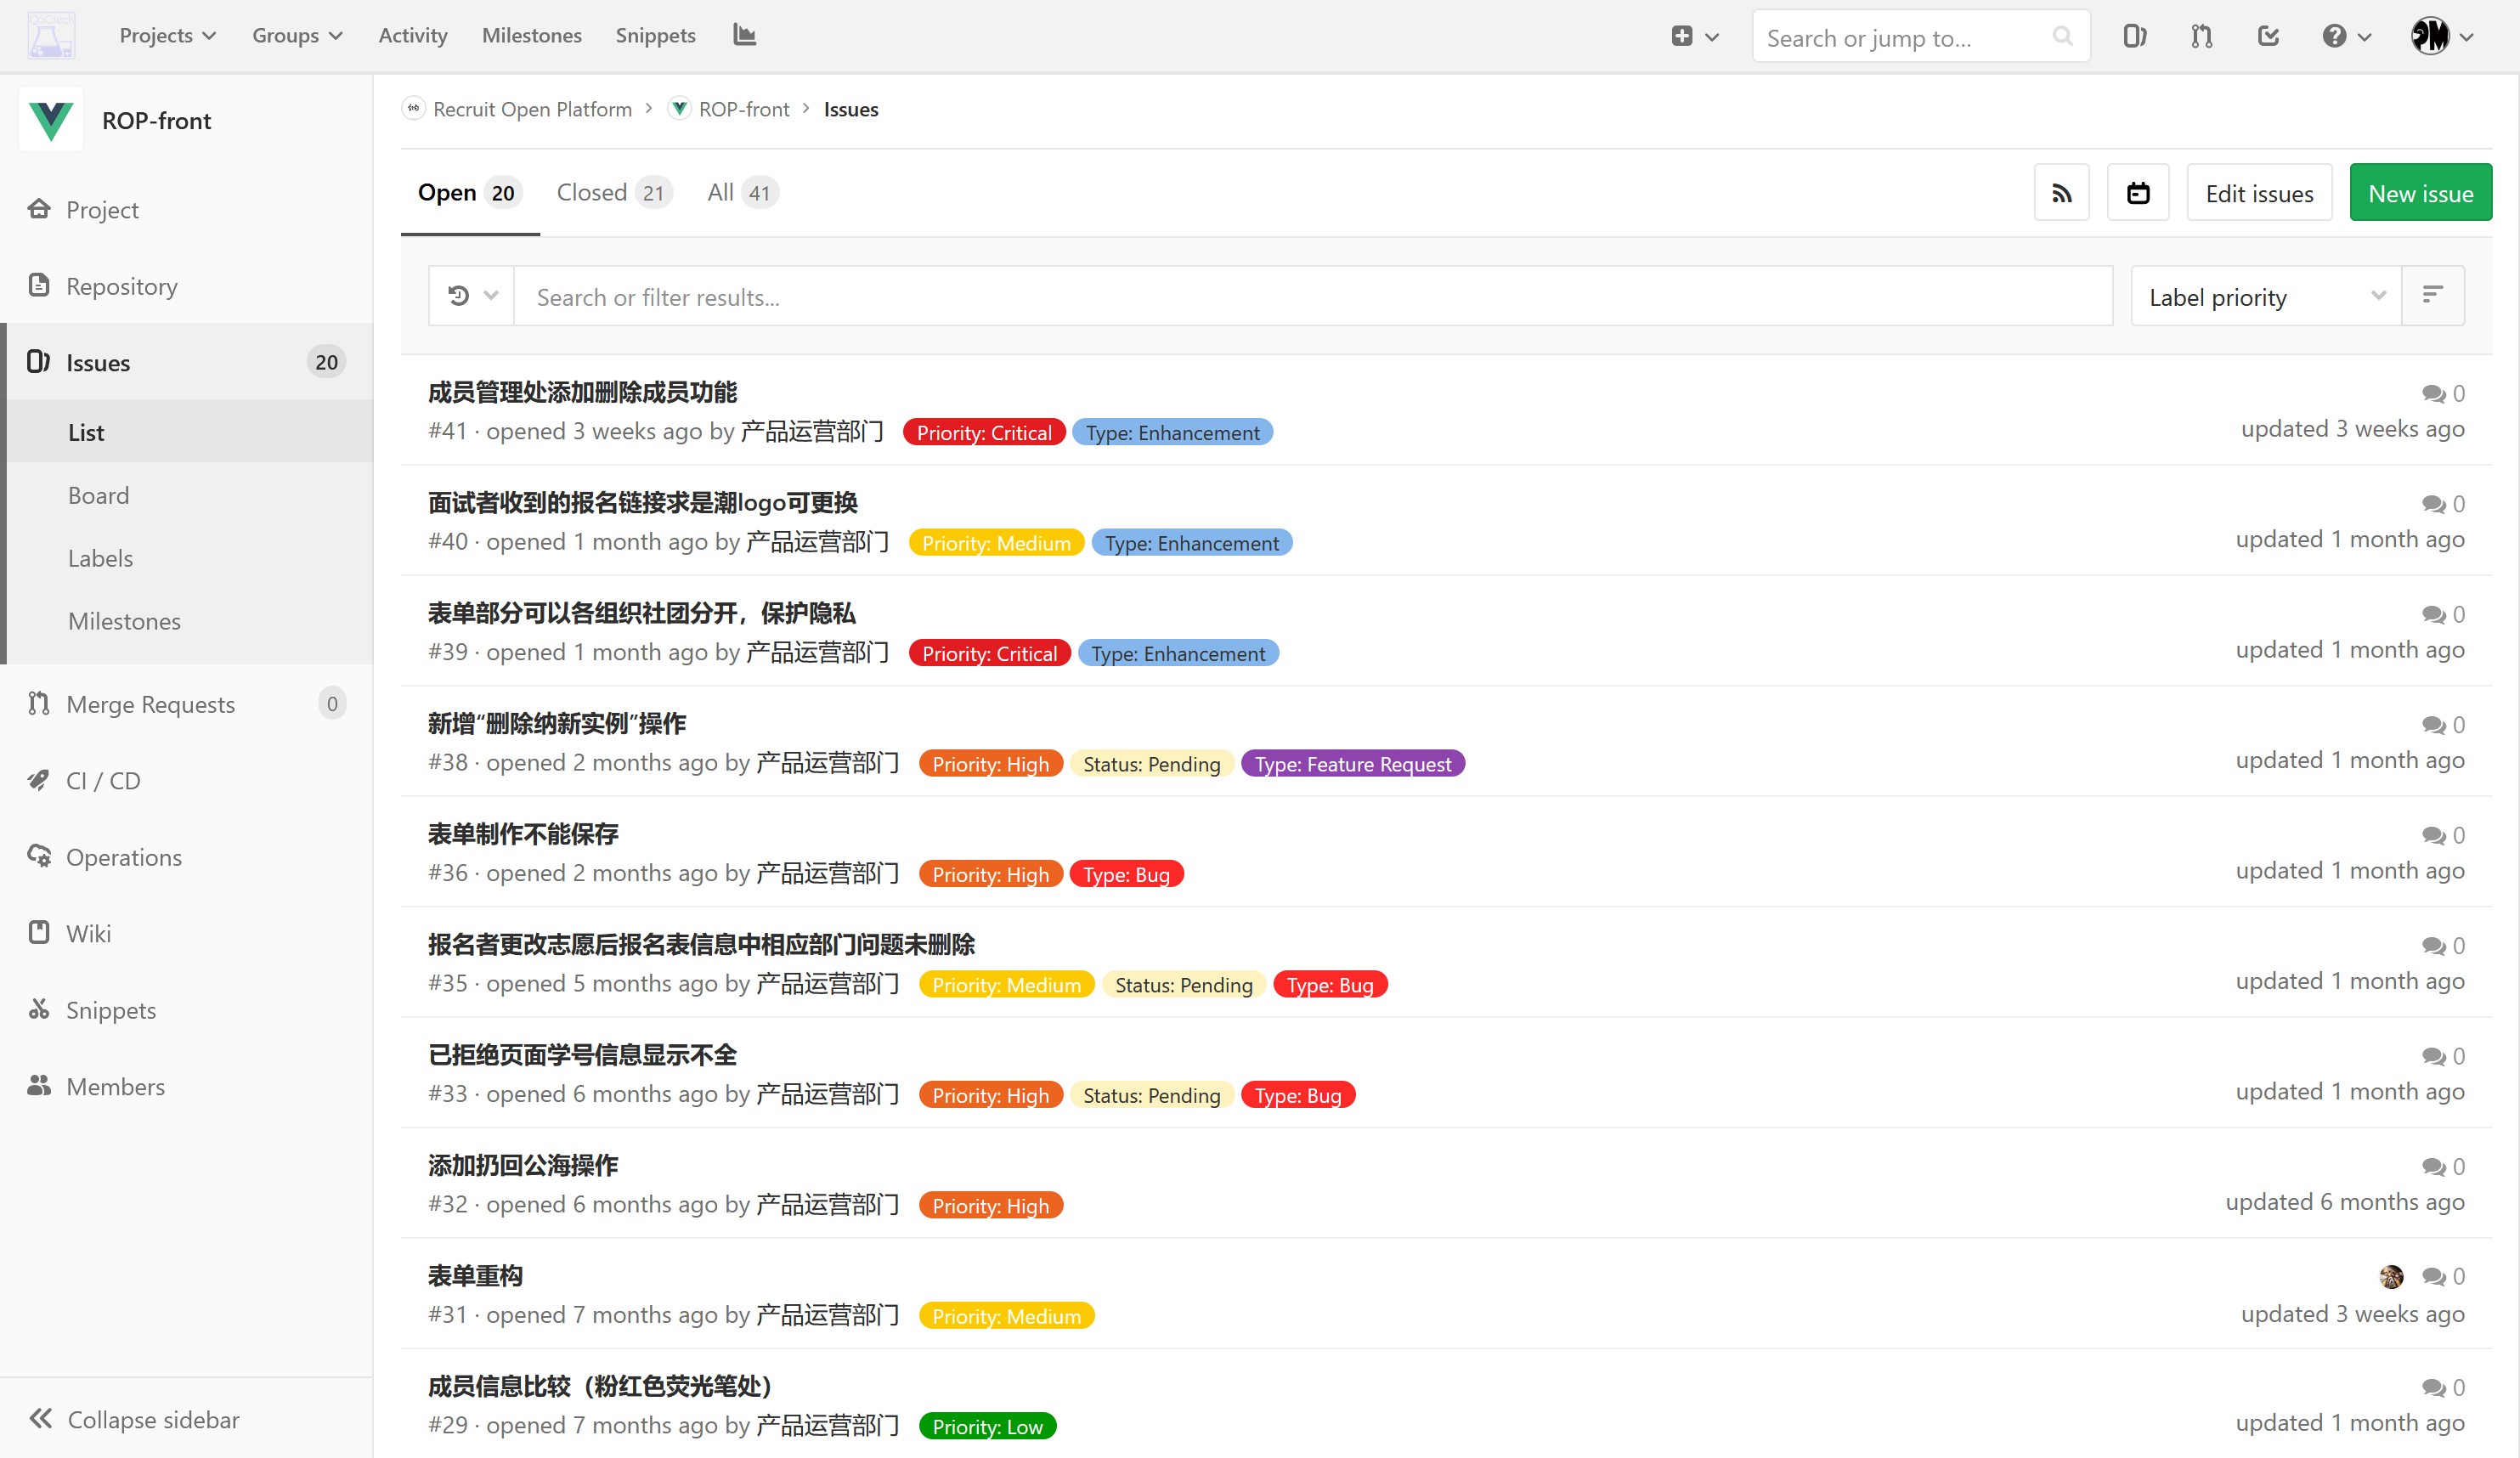 QSCtech
Projects Groups Activity Milestones Snippets
Search or jump to...
ROP-front
Project
Repository
Issues 20
List
Board
Labels
Milestones
Merge Requests 0
CI / CD
Operations
Wiki
Snippets
Members
Collapse sidebar
Recruit Open Platform > ROP-front > Issues
Open 20 Closed 21 All 41
Edit issues
New issue
Search or filter results...
Label priority
成员管理处添加删除成员功能 0
#41 · opened 3 weeks ago by 产品运营部门 Priority: Critical Type: Enhancement updated 3 weeks ago
面试者收到的报名链接求是潮logo可更换 0
#40 · opened 1 month ago by 产品运营部门 Priority: Medium Type: Enhancement updated 1 month ago
表单部分可以各组织社团分开，保护隐私 0
#39 · opened 1 month ago by 产品运营部门 Priority: Critical Type: Enhancement updated 1 month ago
新增“删除纳新实例”操作 0
#38 · opened 2 months ago by 产品运营部门 Priority: High Status: Pending Type: Feature Request updated 1 month ago
表单制作不能保存 0
#36 · opened 2 months ago by 产品运营部门 Priority: High Type: Bug updated 1 month ago
报名者更改志愿后报名表信息中相应部门问题未删除 0
#35 · opened 5 months ago by 产品运营部门 Priority: Medium Status: Pending Type: Bug updated 1 month ago
已拒绝页面学号信息显示不全 0
#33 · opened 6 months ago by 产品运营部门 Priority: High Status: Pending Type: Bug updated 1 month ago
添加扔回公海操作 0
#32 · opened 6 months ago by 产品运营部门 Priority: High updated 6 months ago
表单重构 0
#31 · opened 7 months ago by 产品运营部门 Priority: Medium updated 3 weeks ago
成员信息比较（粉红色荧光笔处） 0
#29 · opened 7 months ago by 产品运营部门 Priority: Low updated 1 month ago